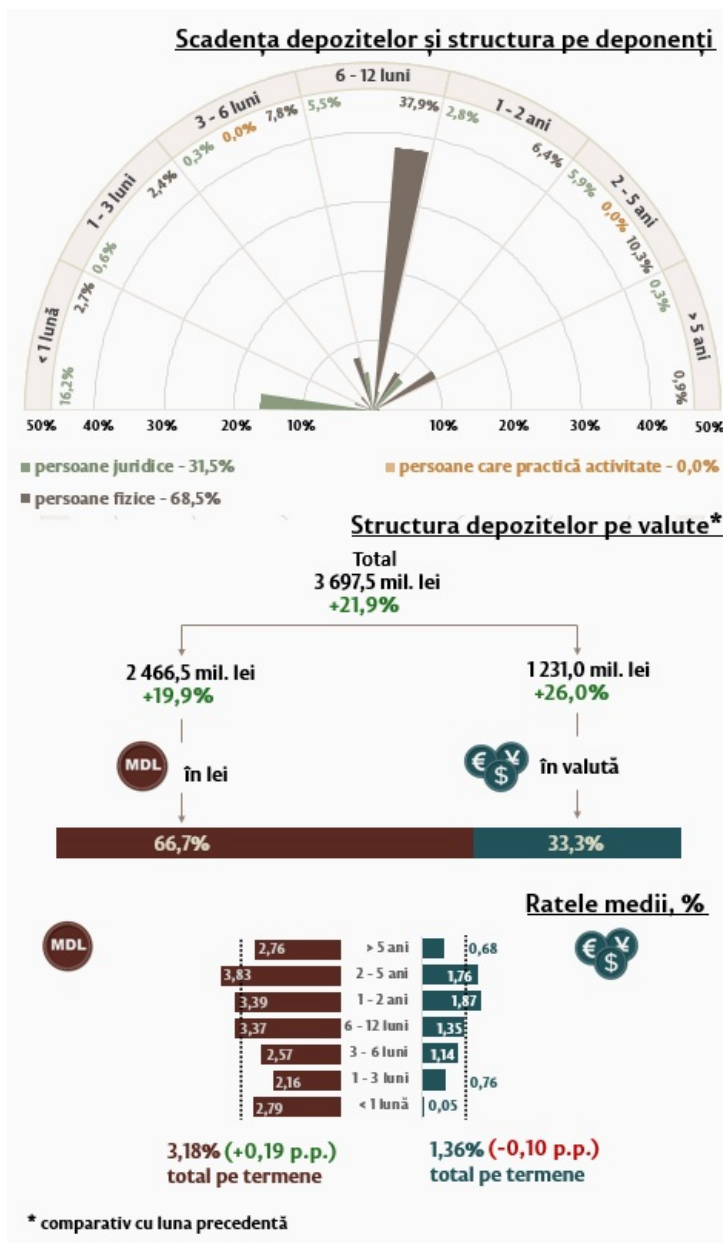 Scadența depozitelor și structura pe deponenți
< 1 lună
1 - 3 luni
3 - 6 luni
6 - 12 luni
1 - 2 ani
2 - 5 ani
> 5 ani
16,2%
2,7%
0,6%
2,4%
0,3%
0,0%
7,8%
5,5%
37,9%
2,8%
6,4%
5,9%
0,0%
10,3%
0,3%
0,9%
50% 40% 30% 20% 10% 10% 20% 30% 40% 50%
persoane juridice - 31,5%
persoane care practică activitate - 0,0%
persoane fizice - 68,5%
Structura depozitelor pe valute*
Total
3 697,5 mil. lei
+21,9%
2 466,5 mil. lei
+19,9%
1 231,0 mil. lei
+26,0%
MDL
în lei
€ ¥ $
în valută
66,7%
33,3%
Ratele medii, %
MDL
€ ¥ $
2,76 > 5 ani 0,68
3,83 2 - 5 ani 1,76
3,39 1 - 2 ani 1,87
3,37 6 - 12 luni 1,35
2,57 3 - 6 luni 1,14
2,16 1 - 3 luni 0,76
2,79 < 1 lună 0,05
3,18% (+0,19 p.p.)
total pe termene
1,36% (-0,10 p.p.)
total pe termene
* comparativ cu luna precedentă